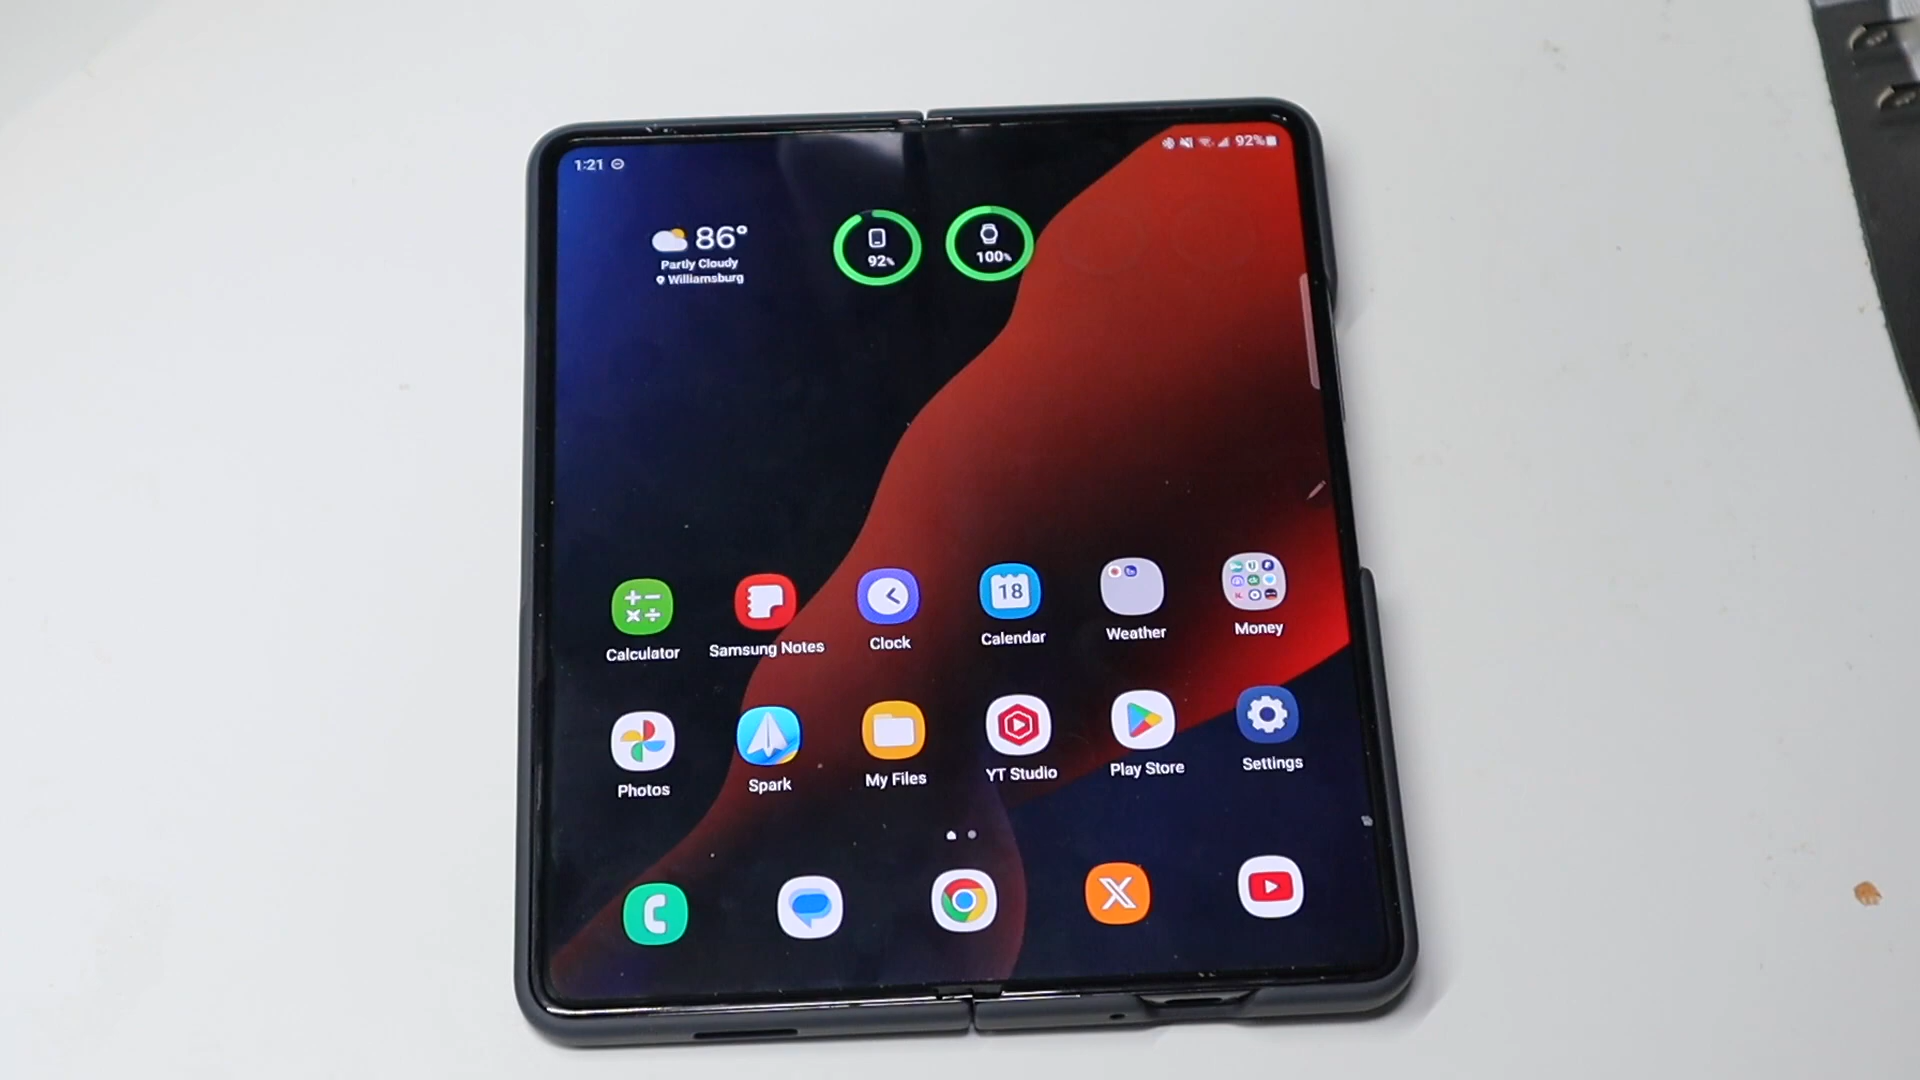 1:21
92%
86°
Partly Cloudy
Williamsburg
92%
100%
18
Calculator
Samsung Notes
Clock
Calendar
Weather
Money
Photos
Spark
My Files
YT Studio
Play Store
Settings